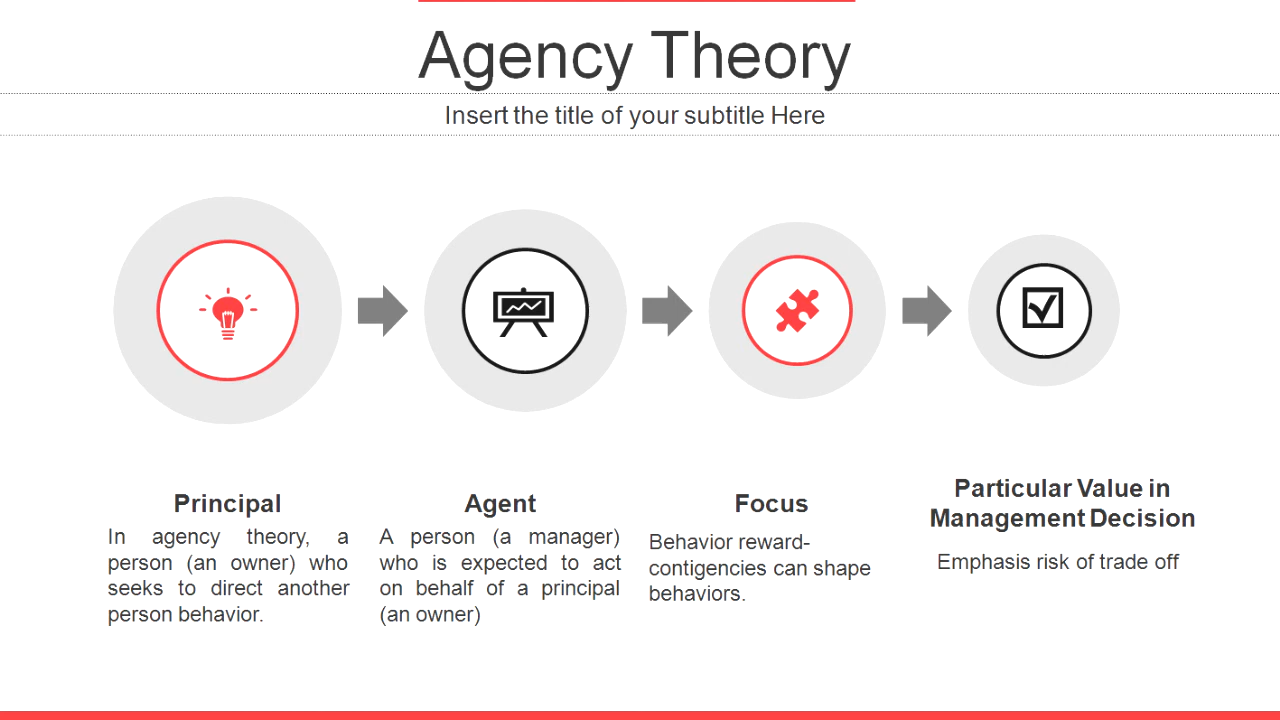 Agency Theory
Insert the title of your subtitle Here
Principal
In agency theory, a
person (an owner) who
seeks to direct another
person behavior.
Agent
A person (a manager)
who is expected to act
on behalf of a principal
(an owner)
Focus
Behavior reward-
contigencies can shape
behaviors.
Particular Value in
Management Decision
Emphasis risk of trade off